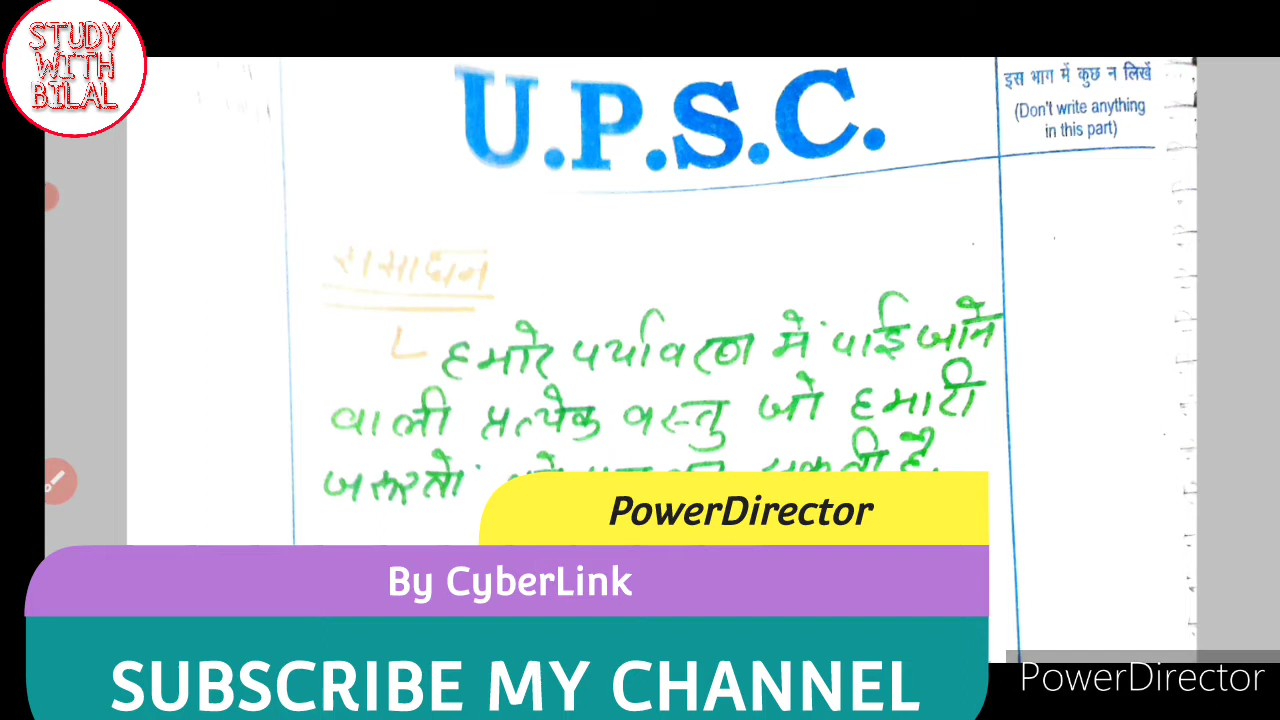 STUDY
WITH
BILAL
U.P.S.C.
इस भाग में कुछ न लिखें
(Don't write anything
in this part)
रासाधन
हमारे पर्यावरण में पाई जाने
वाली प्रत्येक वस्तु जो हमारी
जरुरतों सकती है
PowerDirector
By CyberLink
SUBSCRIBE MY CHANNEL
PowerDirector